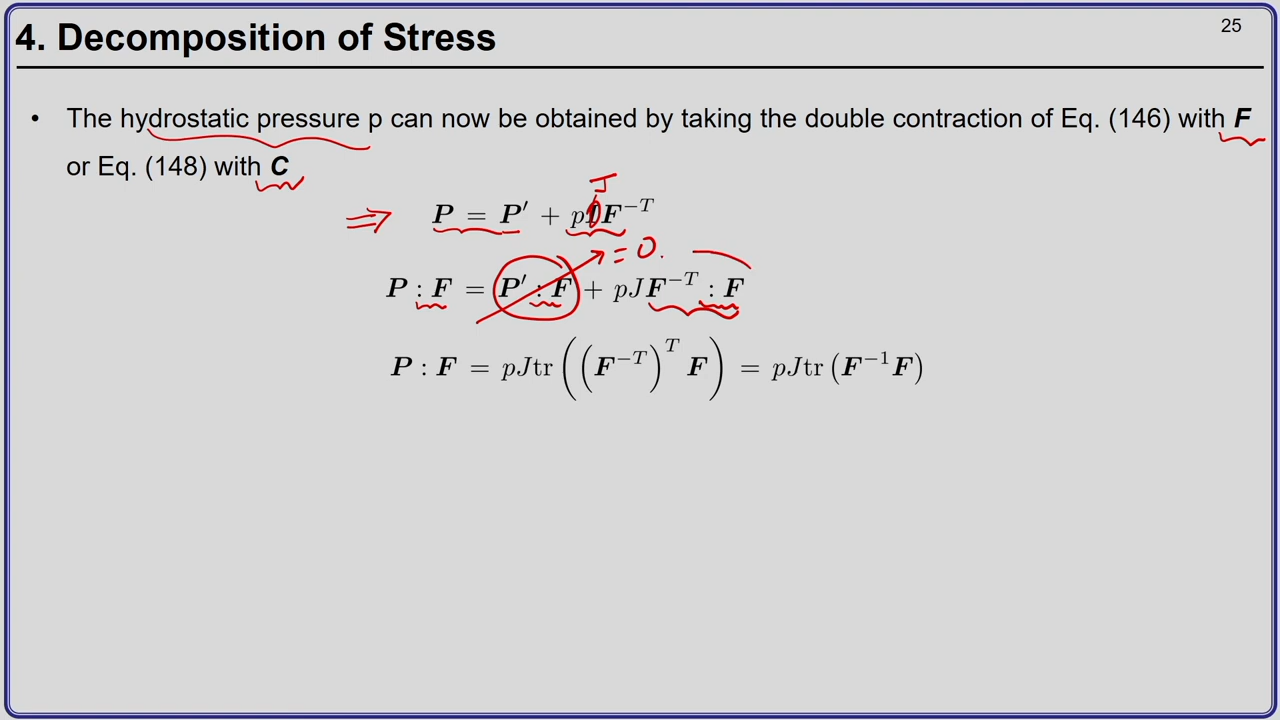 25
4. Decomposition of Stress
• The hydrostatic pressure p can now be obtained by taking the double contraction of Eq. (146) with F
or Eq. (148) with C
J
⇒ P = P′ + pIF^{-T}
= 0.
P : F = P′ : F + pJF^{-T} : F
P : F = pJtr((F^{-T})^T F) = pJtr(F^{-1}F)